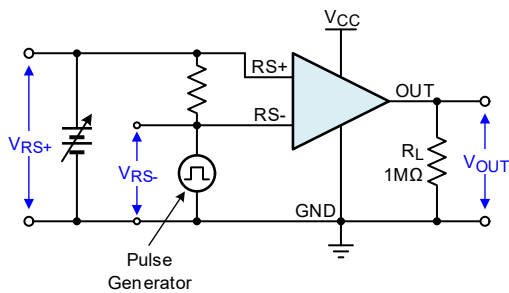 VCC
RS+
OUT
RS-
VRS+
VRS-
RL
1MΩ
VOUT
GND
Pulse
Generator